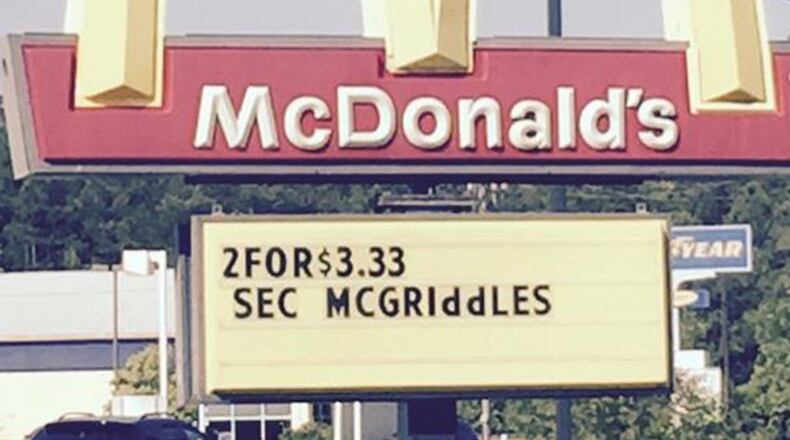 McDonald's
2FOR$3.33
SEC MCGRIddLES
YEAR